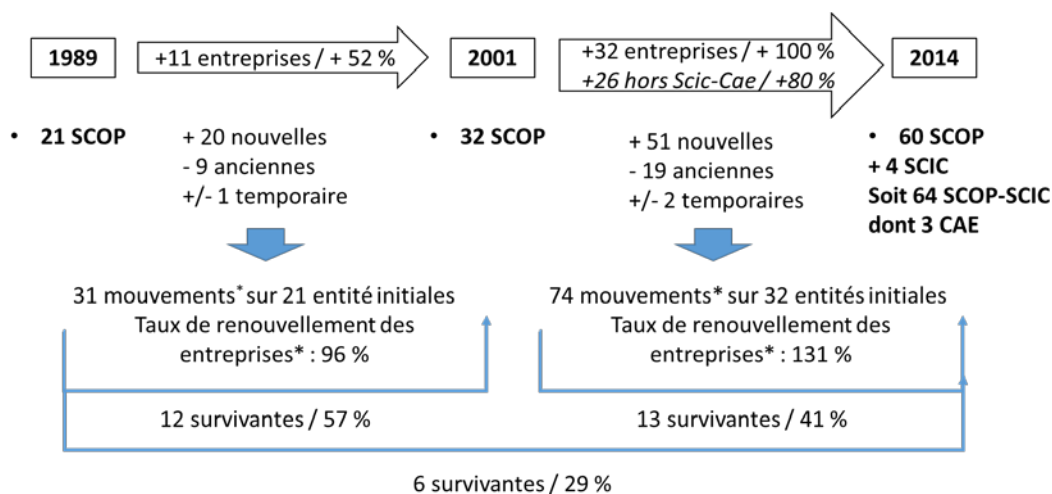 1989
+11 entreprises / + 52 %
2001
+32 entreprises / + 100 %
+26 hors Scic-Cae / +80 %
2014
• 21 SCOP
+ 20 nouvelles
- 9 anciennes
+/- 1 temporaire
• 32 SCOP
+ 51 nouvelles
- 19 anciennes
+/- 2 temporaires
• 60 SCOP
+ 4 SCIC
Soit 64 SCOP-SCIC
dont 3 CAE
31 mouvements* sur 21 entité initiales
Taux de renouvellement des
entreprises* : 96 %
74 mouvements* sur 32 entités initiales
Taux de renouvellement des
entreprises* : 131 %
12 survivantes / 57 %
13 survivantes / 41 %
6 survivantes / 29 %